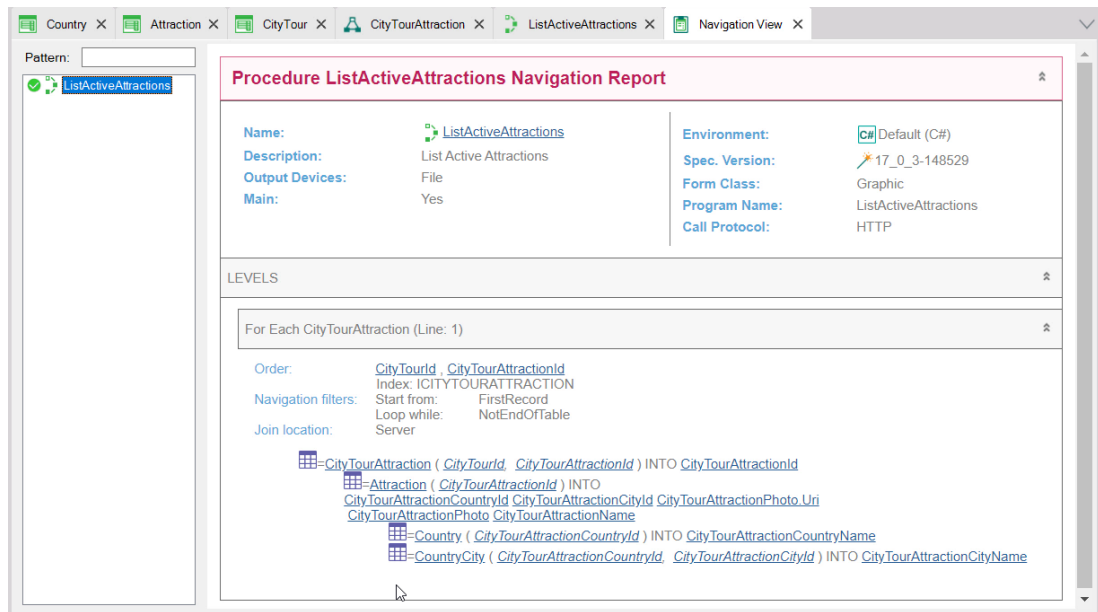 Country X Attraction X CityTour X CityTourAttraction X ListActiveAttractions X Navigation View X
Pattern:
ListActiveAttractions
Procedure ListActiveAttractions Navigation Report
Name: ListActiveAttractions
Description: List Active Attractions
Output Devices: File
Main: Yes
Environment: C# Default (C#)
Spec. Version: 17_0_3-148529
Form Class: Graphic
Program Name: ListActiveAttractions
Call Protocol: HTTP
LEVELS
For Each CityTourAttraction (Line: 1)
Order: CityTourId , CityTourAttractionId
Index: ICITYTOURATTRACTION
Navigation filters: Start from: FirstRecord
Loop while: NotEndOfTable
Join location: Server
=CityTourAttraction ( CityTourId, CityTourAttractionId ) INTO CityTourAttractionId
=Attraction ( CityTourAttractionId ) INTO
CityTourAttractionCountryId CityTourAttractionCityId CityTourAttractionPhoto.Uri
CityTourAttractionPhoto CityTourAttractionName
=Country ( CityTourAttractionCountryId ) INTO CityTourAttractionCountryName
=CountryCity ( CityTourAttractionCountryId, CityTourAttractionCityId ) INTO CityTourAttractionCityName